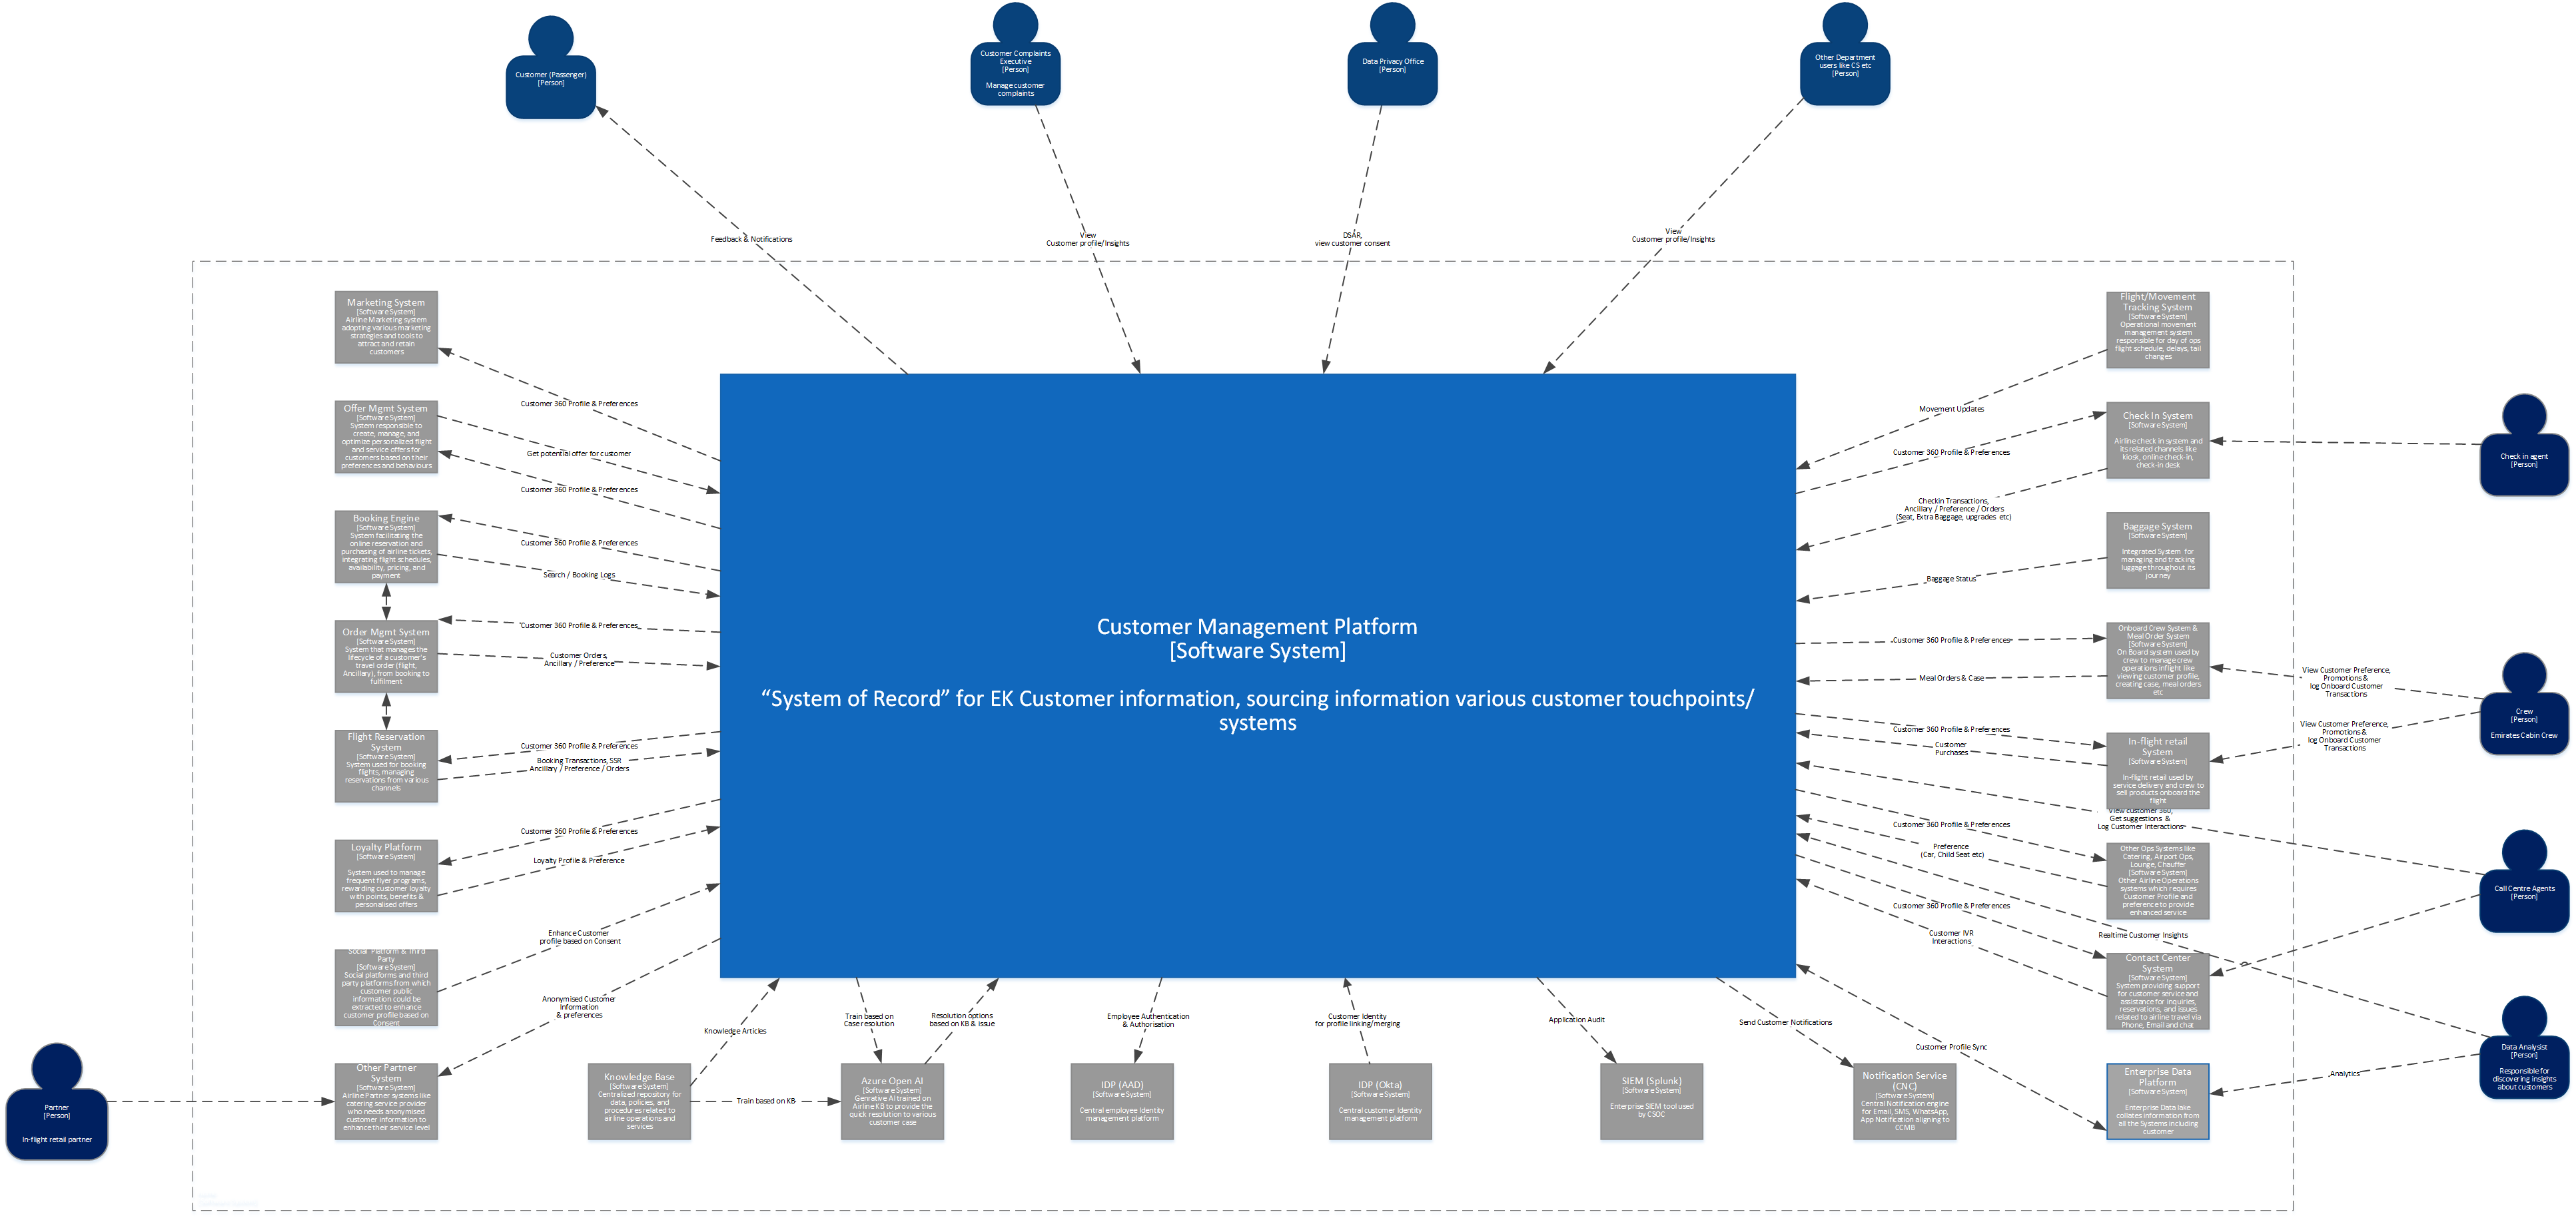 Customer (Passenger)
[Person]
Customer Complaints
Executive
[Person]
Manage customer
complaints
Data Privacy Office
[Person]
Other Department
users like CS etc
[Person]
Feedback & Notifications
View
Customer profile/Insights
DSAR,
view customer consent
View
Customer profile/Insights
Marketing System
[Software System]
Airline Marketing system
adopting various marketing
strategies and tools to
attract and retain
customers
Customer 360 Profile & Preferences
Offer Mgmt System
[Software System]
System responsible to
create, manage, and
optimize personalized flight
and service offers for
customers based on their
preferences and behaviours
Get potential offer for customer
Customer 360 Profile & Preferences
Booking Engine
[Software System]
System facilitating the
online reservation and
purchasing of airline tickets,
integrating flight schedules,
availability, pricing, and
payment
Customer 360 Profile & Preferences
Search / Booking Logs
Order Mgmt System
[Software System]
System that manages the
lifecycle of a customer's
travel order (flight,
Ancillary), from booking to
fulfilment
Customer 360 Profile & Preferences
Customer Orders,
Ancillary / Preference
Flight Reservation
System
[Software System]
System used for booking
flights, managing
reservations from various
channels
Customer 360 Profile & Preferences
Booking Transactions, SSR
Ancillary / Preference / Orders
Loyalty Platform
[Software System]
System used to manage
frequent flyer programs,
rewarding customer loyalty
with points, benefits &
personalised offers
Customer 360 Profile & Preferences
Loyalty Profile & Preference
Social Platform & Third
Party
[Software System]
Social platforms and third
party platforms from which
customer public
information could be
extracted to enhance
customer profile based on
Consent
Enhance Customer
profile based on Consent
Other Partner
System
[Software System]
Airline Partner systems like
catering service provider
who needs anonymised
customer information to
enhance their service level
Anonymised Customer
Information
& preferences
Partner
[Person]
In-flight retail partner
Customer Management Platform
[Software System]
“System of Record” for EK Customer information, sourcing information various customer touchpoints/
systems
Knowledge Articles
Train based on
Case resolution
Resolution options
based on KB & issue
Employee Authentication
& Authorisation
Customer Identity
for profile linking/merging
Application Audit
Send Customer Notifications
Customer Profile Sync
Knowledge Base
[Software System]
Centralized repository for
data, policies, and
procedures related to
airline operations and
services
Train based on KB
Azure Open AI
[Software System]
Genrative AI trained on
Airline KB to provide the
quick resolution to various
customer case
IDP (AAD)
[Software System]
Central employee Identity
management platform
IDP (Okta)
[Software System]
Central customer Identity
management platform
SIEM (Splunk)
[Software System]
Enterprise SIEM tool used
by CSOC
Notification Service
(CNC)
[Software System]
Central Notification engine
for Email, SMS, WhatsApp,
App Notification aligning to
CCMB
Flight/Movement
Tracking System
[Software System]
Operational movement
management system
responsible for day of ops
flight schedule, delays, tail
changes
Movement Updates
Check In System
[Software System]
Airline check in system and
its related channels like
kiosk, online check-in,
check-in desk
Customer 360 Profile & Preferences
Checkin Transactions,
Ancillary / Preference / Orders
(Seat, Extra Baggage, upgrades etc)
Check in agent
[Person]
Baggage System
[Software System]
Integrated System for
managing and tracking
luggage throughout its
journey
Baggage Status
Onboard Crew System &
Meal Order System
[Software System]
On Board system used by
crew to manage crew
operations inflight like
viewing customer profile,
creating case, meal orders
etc
Customer 360 Profile & Preferences
Meal Orders & Case
View Customer Preference,
Promotions &
log Onboard Customer
Transactions
Crew
[Person]
Emirates Cabin Crew
View Customer Preference,
Promotions &
log Onboard Customer
Transactions
In-flight retail
System
[Software System]
In-flight retail used by
service delivery and crew to
sell products onboard the
flight
Customer 360 Profile & Preferences
Customer
Purchases
View customer 360,
Get suggestions &
Log Customer Interactions
Call Centre Agents
[Person]
Other Ops Systems like
Catering, Airport Ops,
Lounge, Chauffer
[Software System]
Other Airline Operations
systems which requires
Customer Profile and
preference to provide
enhanced service
Customer 360 Profile & Preferences
Preference
(Car, Child Seat etc)
Contact Center
System
[Software System]
System providing support
for customer service and
assistance for inquiries,
reservations, and issues
related to airline travel via
Phone, Email and chat
Customer 360 Profile & Preferences
Customer IVR
Interactions
Realtime Customer Insights
Data Analysist
[Person]
Responsible for
discovering insights
about customers
Analytics
Enterprise Data
Platform
[Software System]
Enterprise Data lake
collates information from
all the Systems including
customer